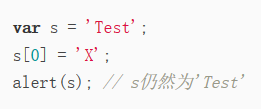 var s = 'Test';
s[0] = 'X';
alert(s); // s仍然为'Test'